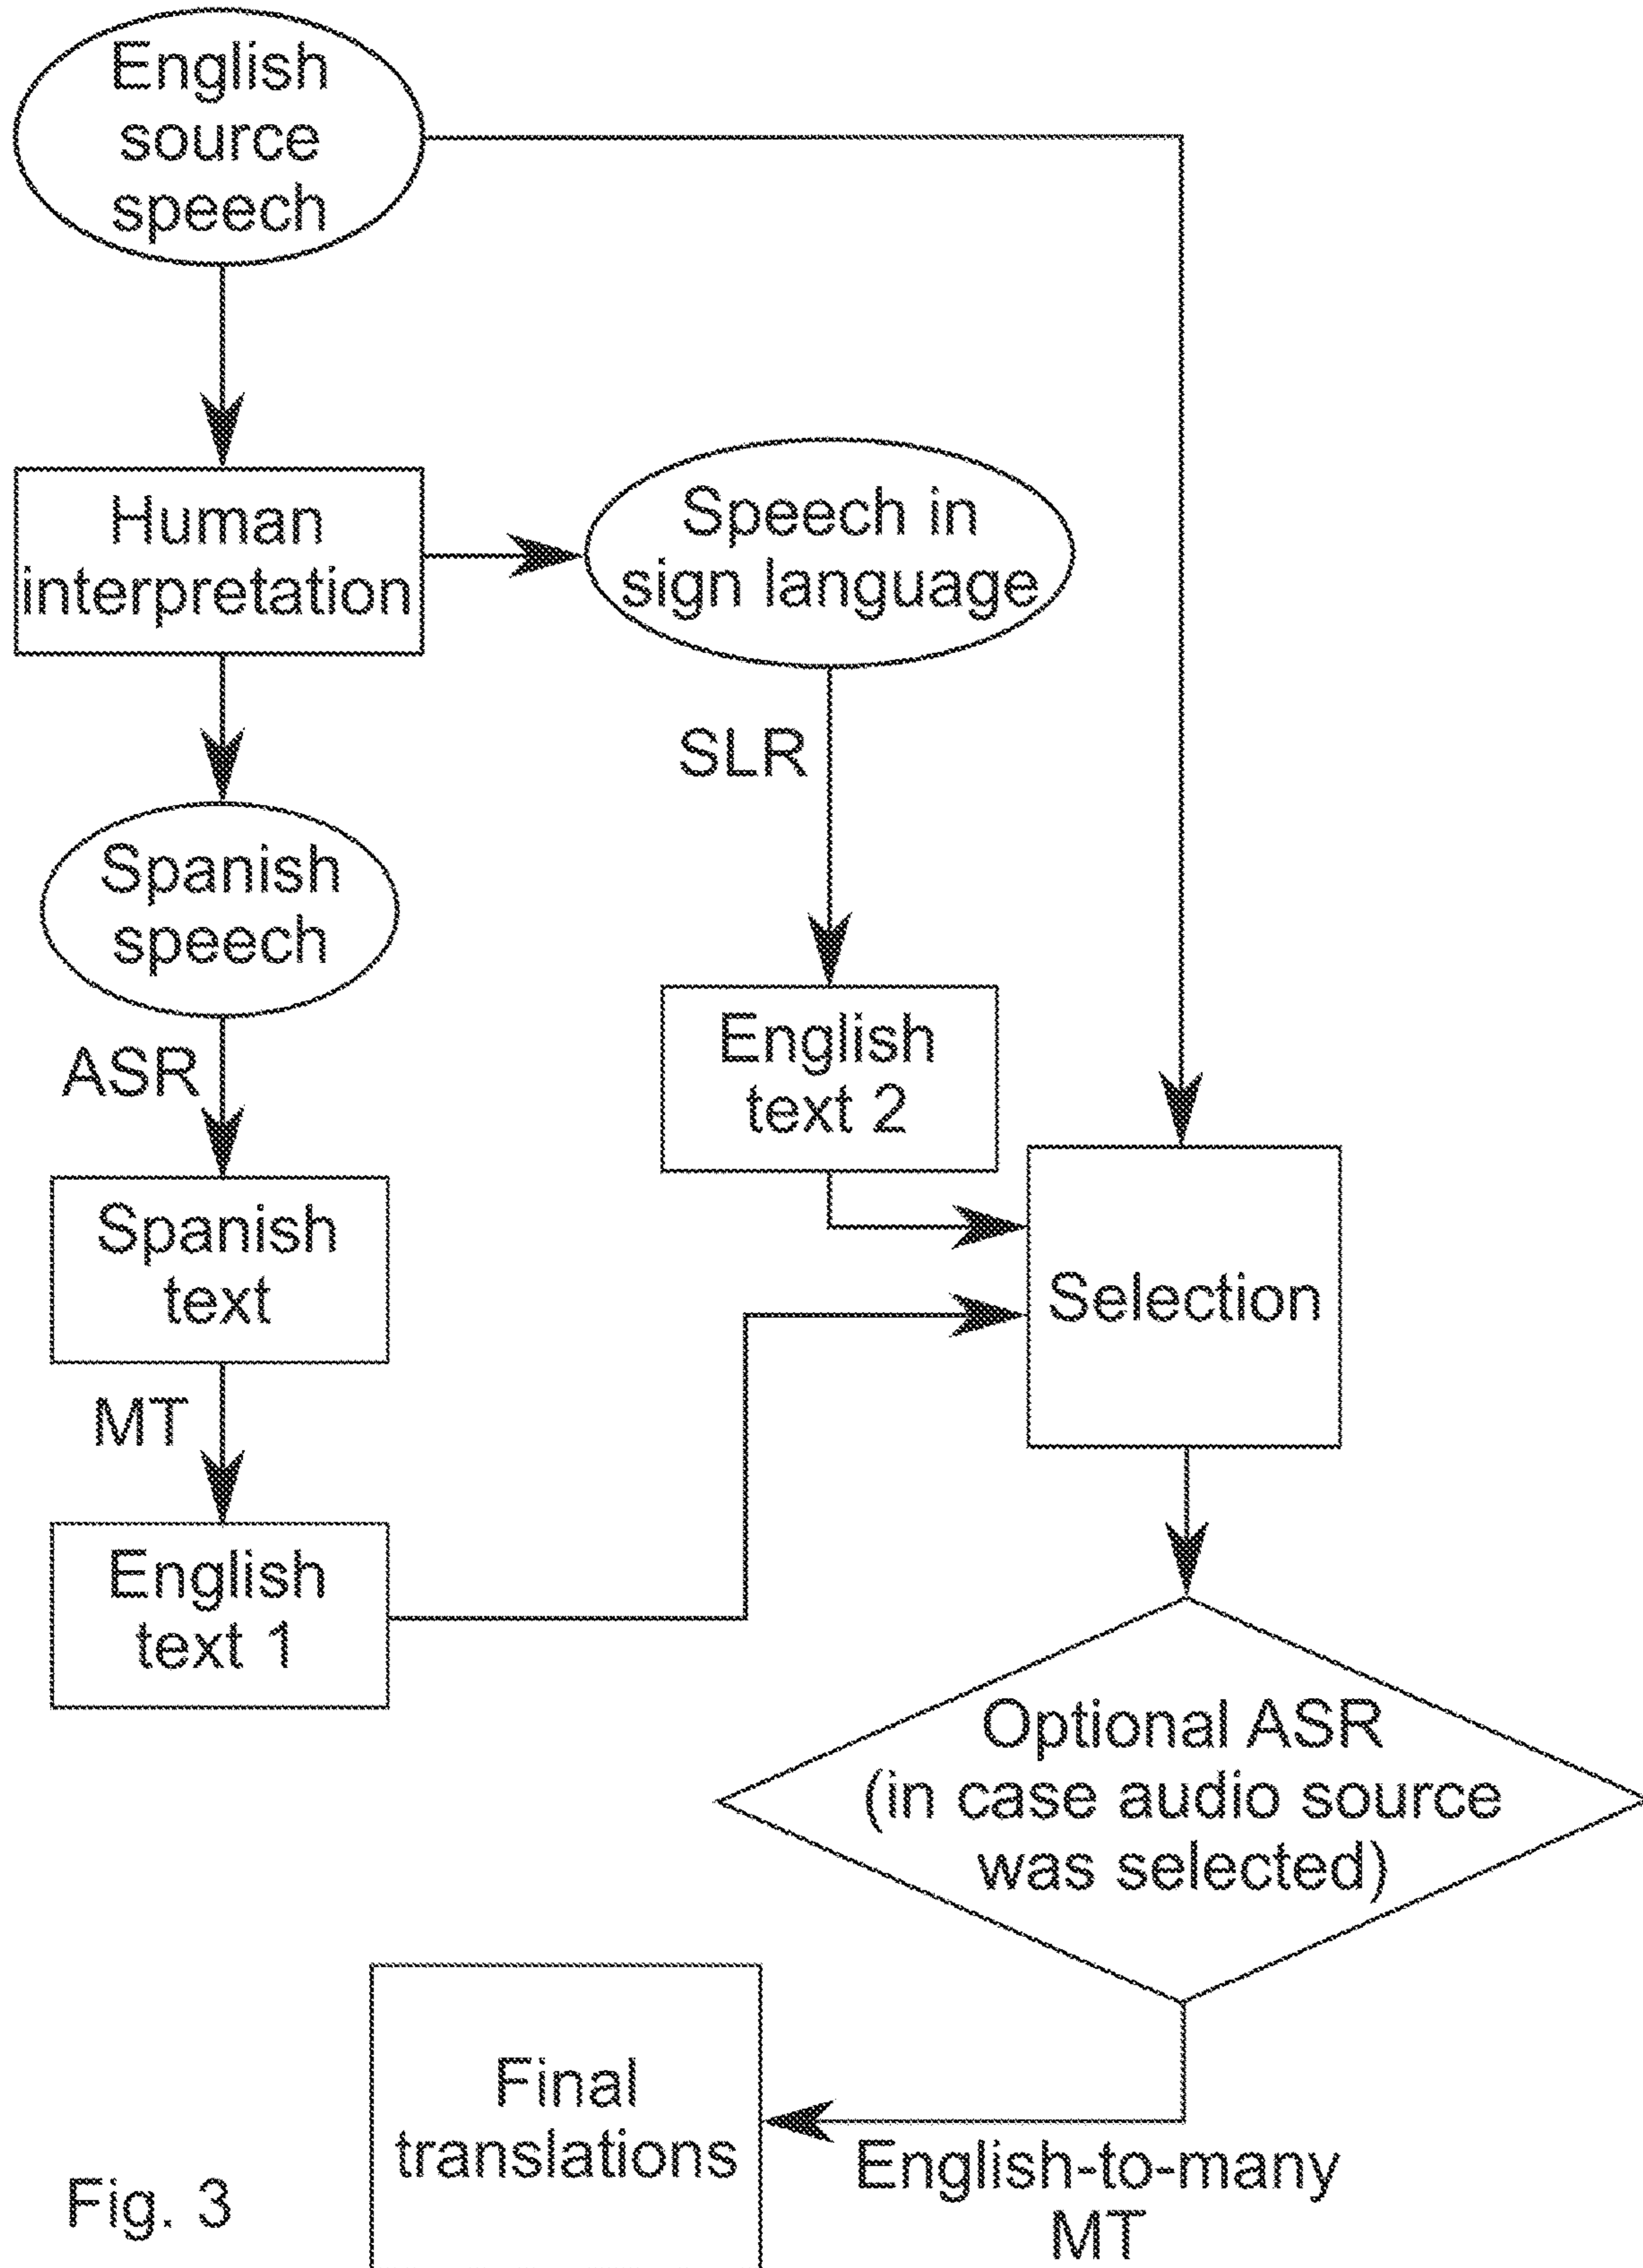 English
source
speech
Human
interpretation
Speech in
sign language
SLR
Spanish
speech
ASR
English
text 2
Spanish
text
Selection
MT
English
text 1
Optional ASR
(in case audio source
was selected)
Final
translations
English-to-many
MT
Fig. 3